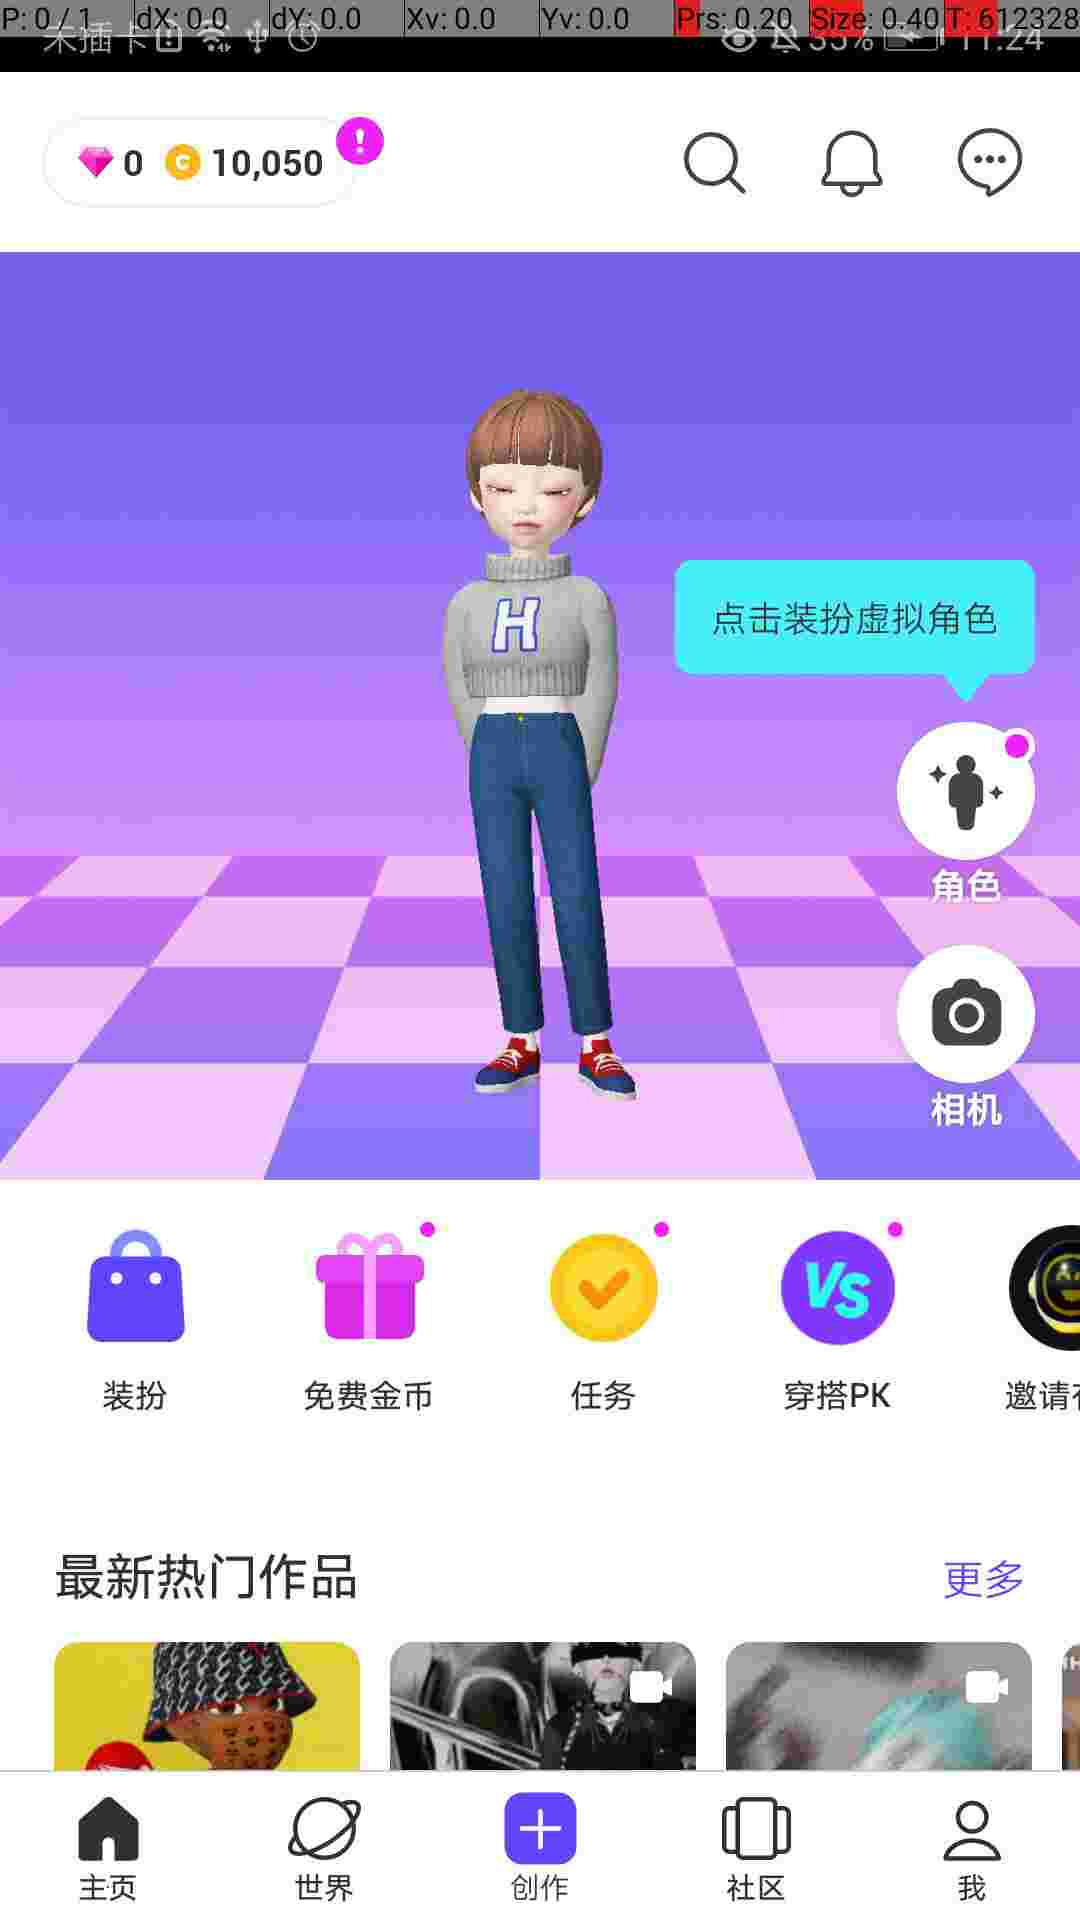 P: 0 / 1 dX: 0.0 dY: 0.0 Xv: 0.0 Yv: 0.0 Prs: 0.20 Size: 0.40 T: 612328
未插卡 35% 11:24
0 C 10,050
H
点击装扮虚拟角色
角色
相机
VS
装扮 免费金币 任务 穿搭PK 邀请
最新热门作品 更多
主页 世界 创作 社区 我